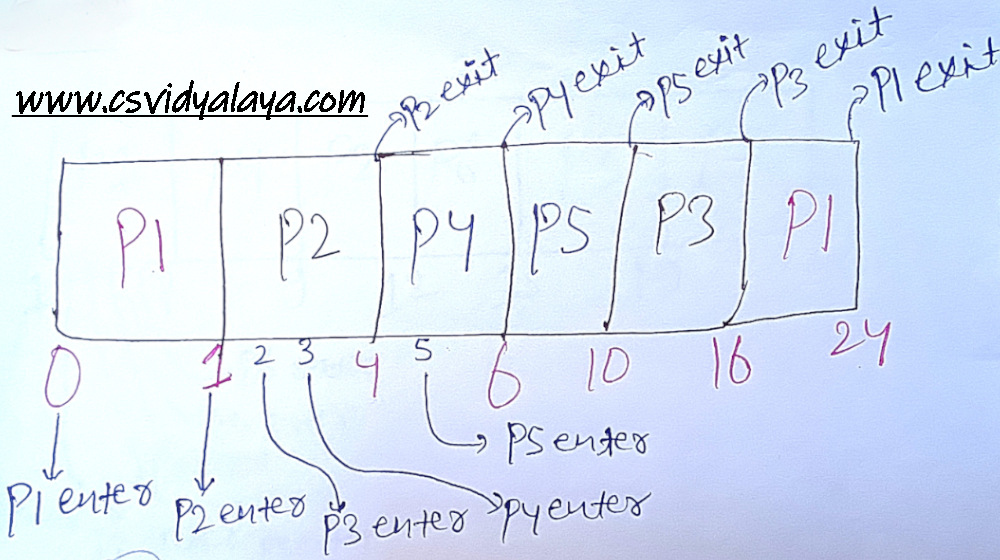 www.csvidyalaya.com
P2 exit P4 exit P5 exit P3 exit P1 exit
P1 P2 P4 P5 P3 P1
0 1 2 3 4 5 6 10 16 24
P5 enter
P1 enter P2 enter P3 enter P4 enter